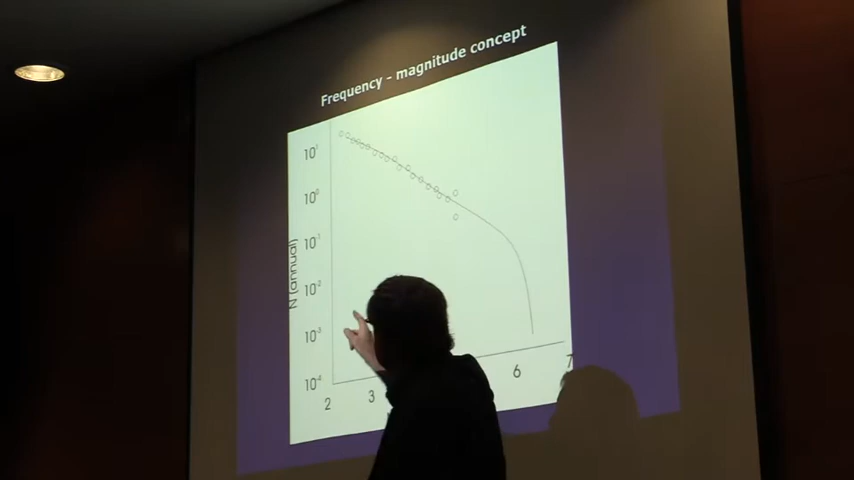 Frequency - magnitude concept
10¹
10⁰
10⁻¹
10⁻²
10⁻³
10⁻⁴
N (annual)
2 3 6 7